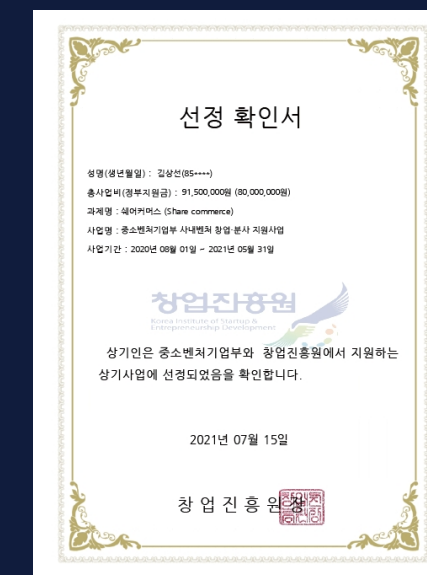 선정 확인서
성명(생년월일) : 김상선(85****)
총사업비(정부지원금) : 91,500,000원 (80,000,000원)
과제명 : 쉐어커머스 (Share commerce)
사업명 : 중소벤처기업부 사내벤처 창업·분사 지원사업
사업기간 : 2020년 08월 01일 ~ 2021년 05월 31일
창업진흥원
Korea Institute of Startup &
Entrepreneurship Development
상기인은 중소벤처기업부와 창업진흥원에서 지원하는
상기사업에 선정되었음을 확인합니다.
2021년 07월 15일
창 업 진 흥 원 장